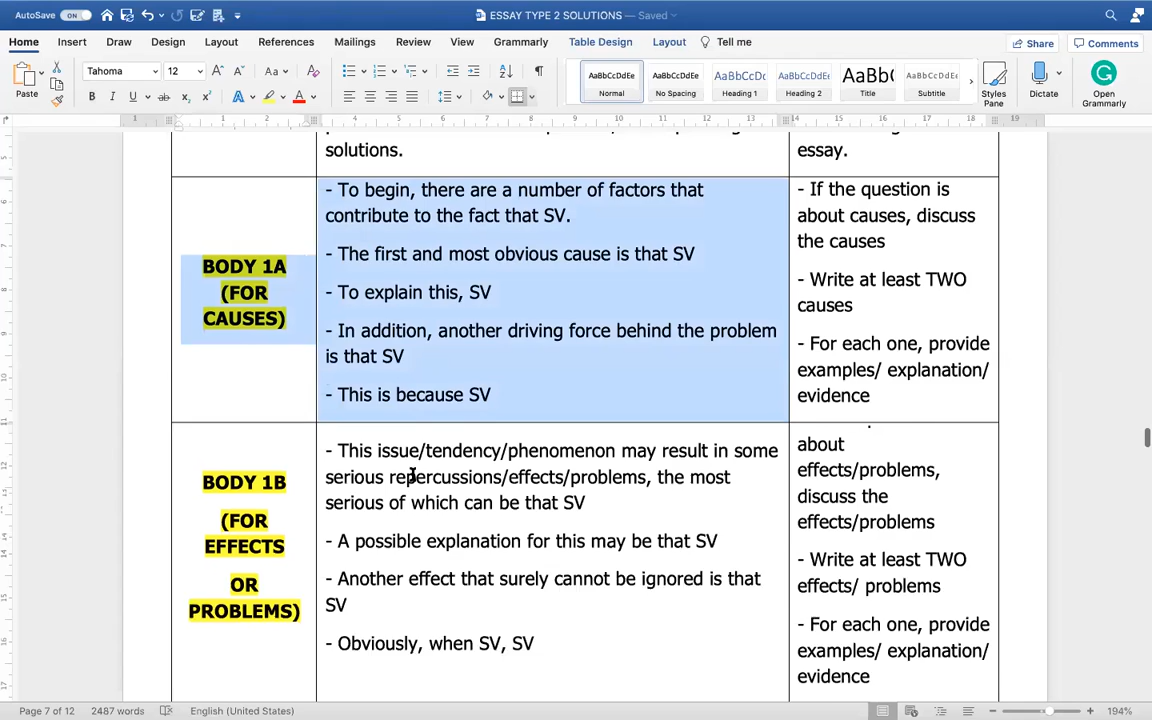 AutoSave ON ESSAY TYPE 2 SOLUTIONS — Saved
Home Insert Draw Design Layout References Mailings Review View Grammarly Table Design Layout Tell me Share Comments
Paste Tahoma 12 Aa AaBbCcDdEe Normal AaBbCcDdEe No Spacing AaBbCcDc Heading 1 AaBbCcDdEe Heading 2 AaBb( Title AaBbCcDdEe Subtitle Styles Pane Dictate Open Grammarly
solutions.
essay.
BODY 1A
(FOR
CAUSES)
- To begin, there are a number of factors that
contribute to the fact that SV.
- The first and most obvious cause is that SV
- To explain this, SV
- In addition, another driving force behind the problem
is that SV
- This is because SV
- If the question is
about causes, discuss
the causes
- Write at least TWO
causes
- For each one, provide
examples/ explanation/
evidence
BODY 1B
(FOR
EFFECTS
OR
PROBLEMS)
- This issue/tendency/phenomenon may result in some
serious repercussions/effects/problems, the most
serious of which can be that SV
- A possible explanation for this may be that SV
- Another effect that surely cannot be ignored is that
SV
- Obviously, when SV, SV
about
effects/problems,
discuss the
effects/problems
- Write at least TWO
effects/ problems
- For each one, provide
examples/ explanation/
evidence
Page 7 of 12 2487 words English (United States) 194%